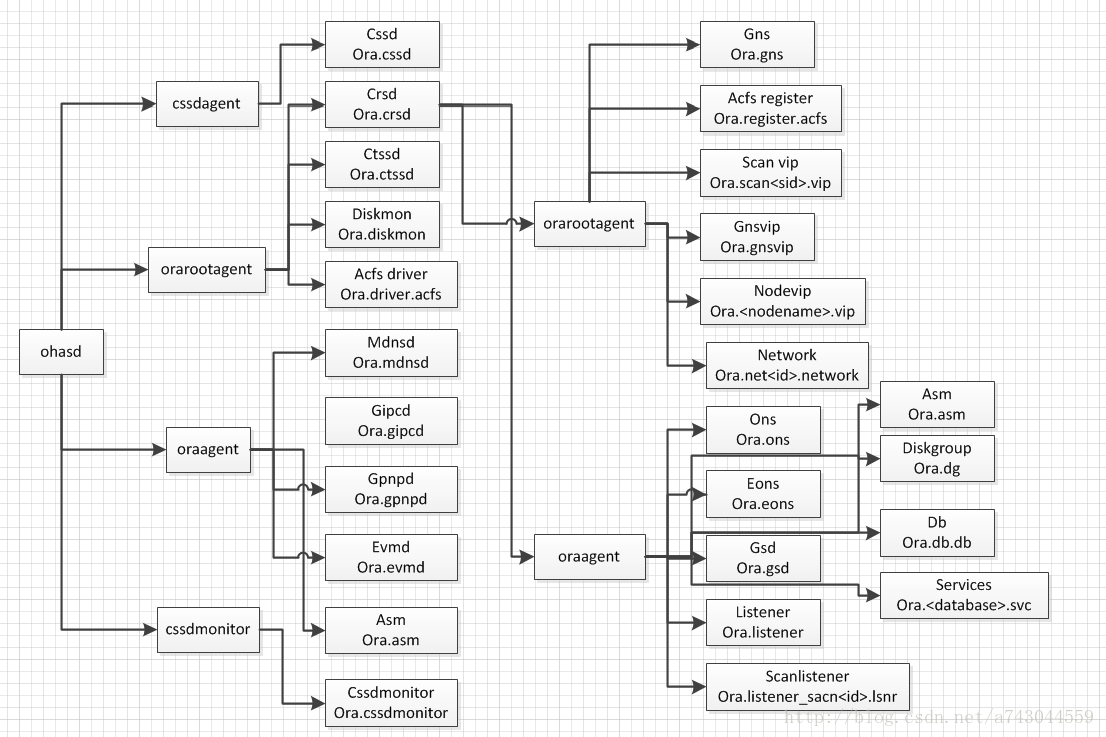 ohasd
cssdagent
orarootagent
oraagent
cssdmonitor
Cssd
Ora.cssd
Crsd
Ora.crsd
Ctssd
Ora.ctssd
Diskmon
Ora.diskmon
Acfs driver
Ora.driver.acfs
Mdnsd
Ora.mdnsd
Gipcd
Ora.gipcd
Gpnpd
Ora.gpnpd
Evmd
Ora.evmd
Asm
Ora.asm
Cssdmonitor
Ora.cssdmonitor
orarootagent
oraagent
Gns
Ora.gns
Acfs register
Ora.register.acfs
Scan vip
Ora.scan<sid>.vip
Gnsvip
Ora.gnsvip
Nodevip
Ora.<nodename>.vip
Network
Ora.net<id>.network
Ons
Ora.ons
Eons
Ora.eons
Gsd
Ora.gsd
Listener
Ora.listener
Scanlistener
Ora.listener_sacn<id>.lsnr
Asm
Ora.asm
Diskgroup
Ora.dg
Db
Ora.db.db
Services
Ora.<database>.svc
http://blog.csdn.net/a743044559